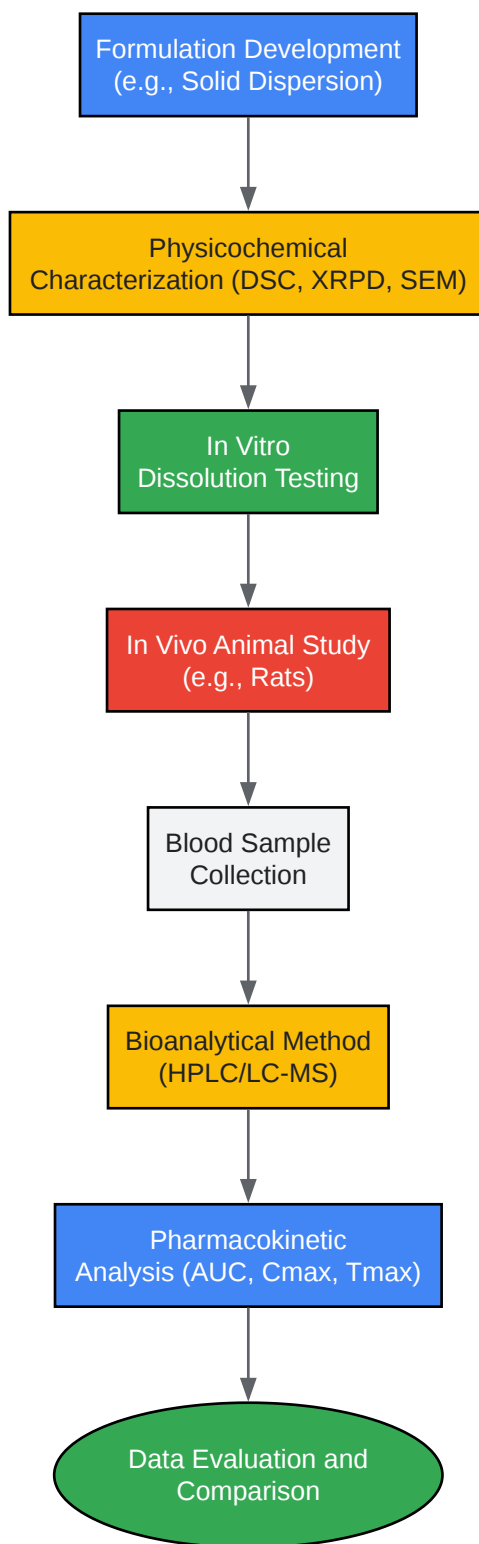 Formulation Development
(e.g., Solid Dispersion)
Physicochemical
Characterization (DSC, XRPD, SEM)
In Vitro
Dissolution Testing
In Vivo Animal Study
(e.g., Rats)
Blood Sample
Collection
Bioanalytical Method
(HPLC/LC-MS)
Pharmacokinetic
Analysis (AUC, Cmax, Tmax)
Data Evaluation and
Comparison